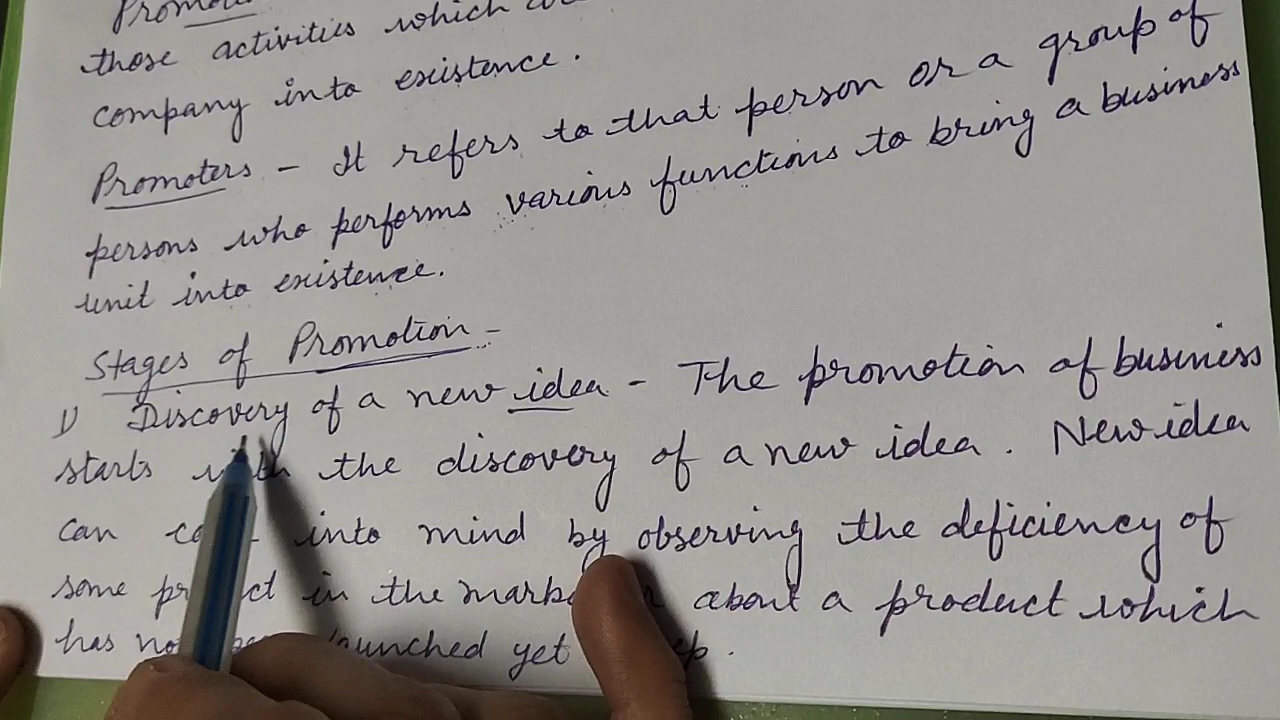 those activities which
company into existence.
Promoters - It refers to that person or a group of
persons who performs various functions to bring a business
unit into existence.
Stages of Promotion -
1) Discovery of a new idea - The promotion of business
starts with the discovery of a new idea. New idea
can into mind by observing the deficiency of
some in the about a product which
has launched yet